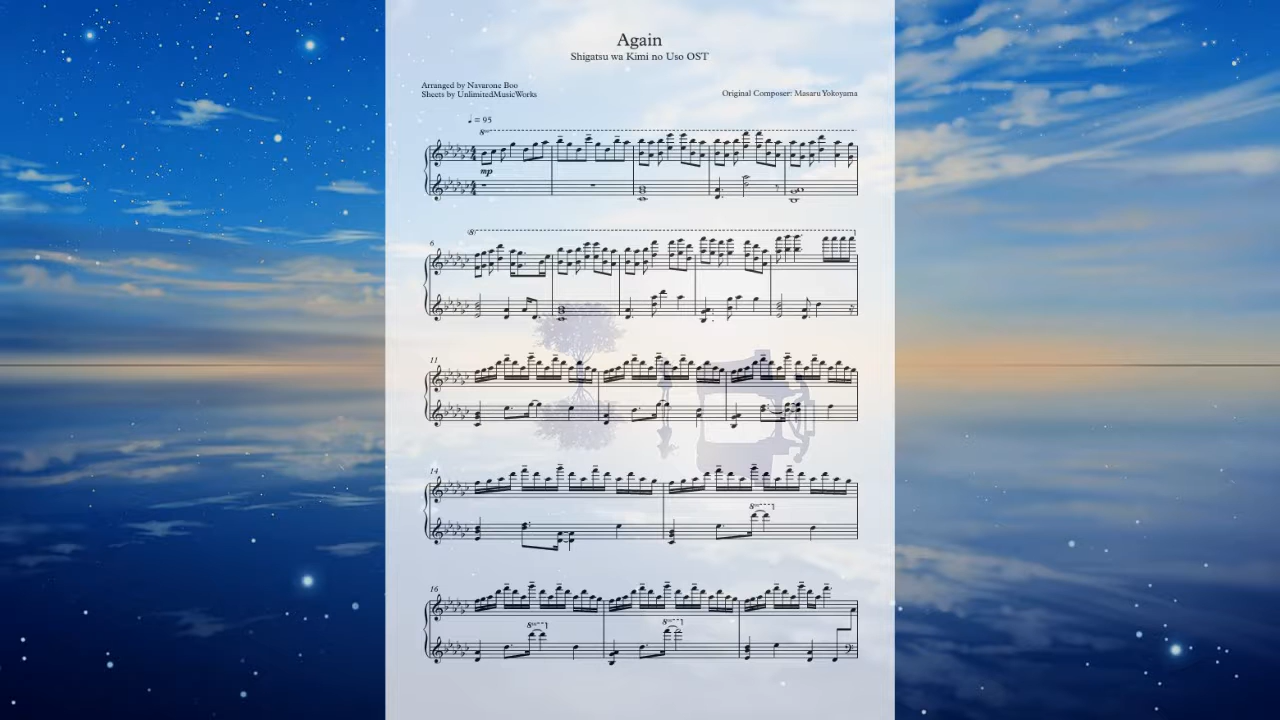 Again
Shigatsu wa Kimi no Uso OST
Arranged by Navarone Boo
Sheets by UnlimitedMusicWorks
Original Composer: Masaru Yokoyama
♩ = 95
8va
mp
6
8va
11
14
8va
16
8va
8va